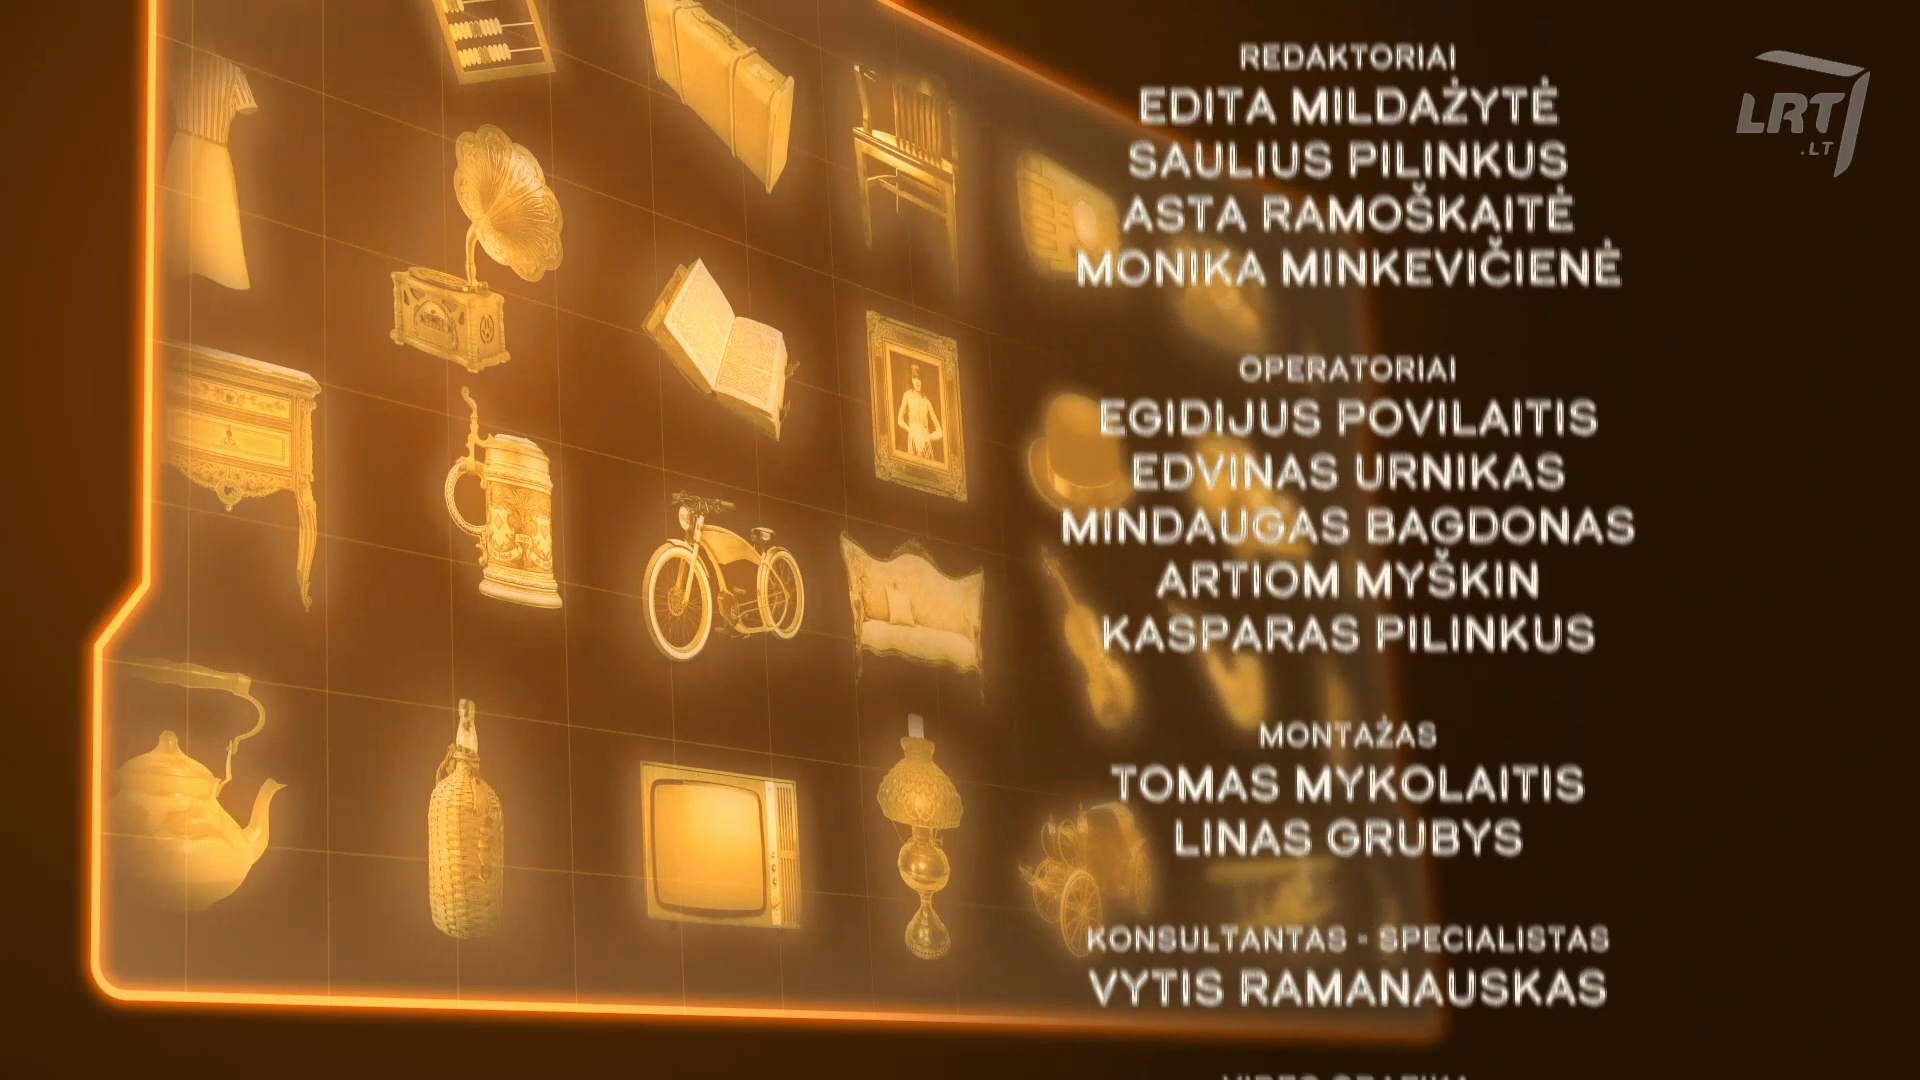 REDAKTORIAI
EDITA MILDAŽYTĖ
SAULIUS PILINKUS
ASTA RAMOŠKAITĖ
MONIKA MINKEVIČIENĖ
OPERATORIAI
EGIDIJUS POVILAITIS
EDVINAS URNIKAS
MINDAUGAS BAGDONAS
ARTIOM MYŠKIN
KASPARAS PILINKUS
MONTAŽAS
TOMAS MYKOLAITIS
LINAS GRUBYS
KONSULTANTAS - SPECIALISTAS
VYTIS RAMANAUSKAS
LRT
.LT